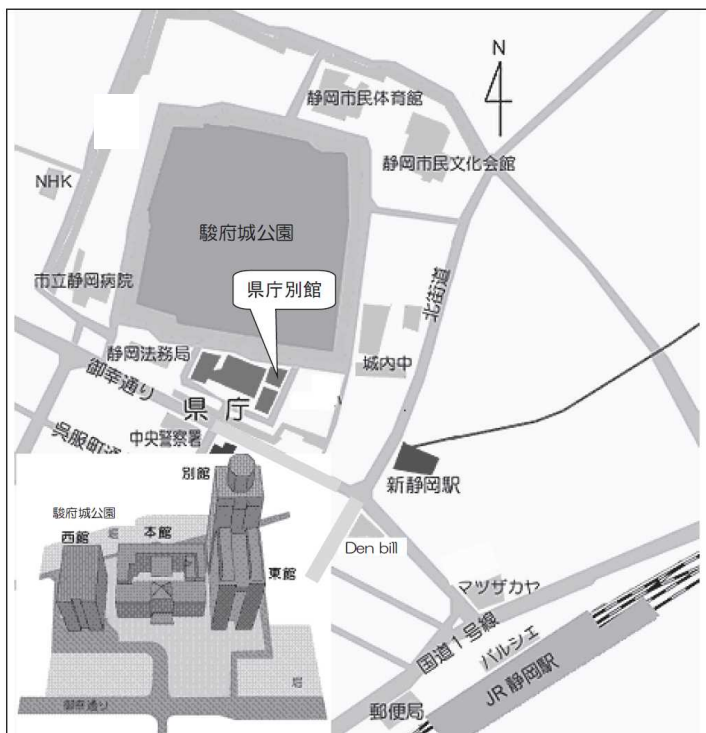 N
静岡市民体育館
静岡市民文化会館
NHK
駿府城公園
市立静岡病院
県庁別館
北街道
静岡法務局
城内中
御幸通り
県庁
中央警察署
呉服町通
新静岡駅
別館
駿府城公園
堀
本館
西館
東館
Den bill
マツザカヤ
国道1号線
パルシェ
JR静岡駅
堀
御幸通り
郵便局